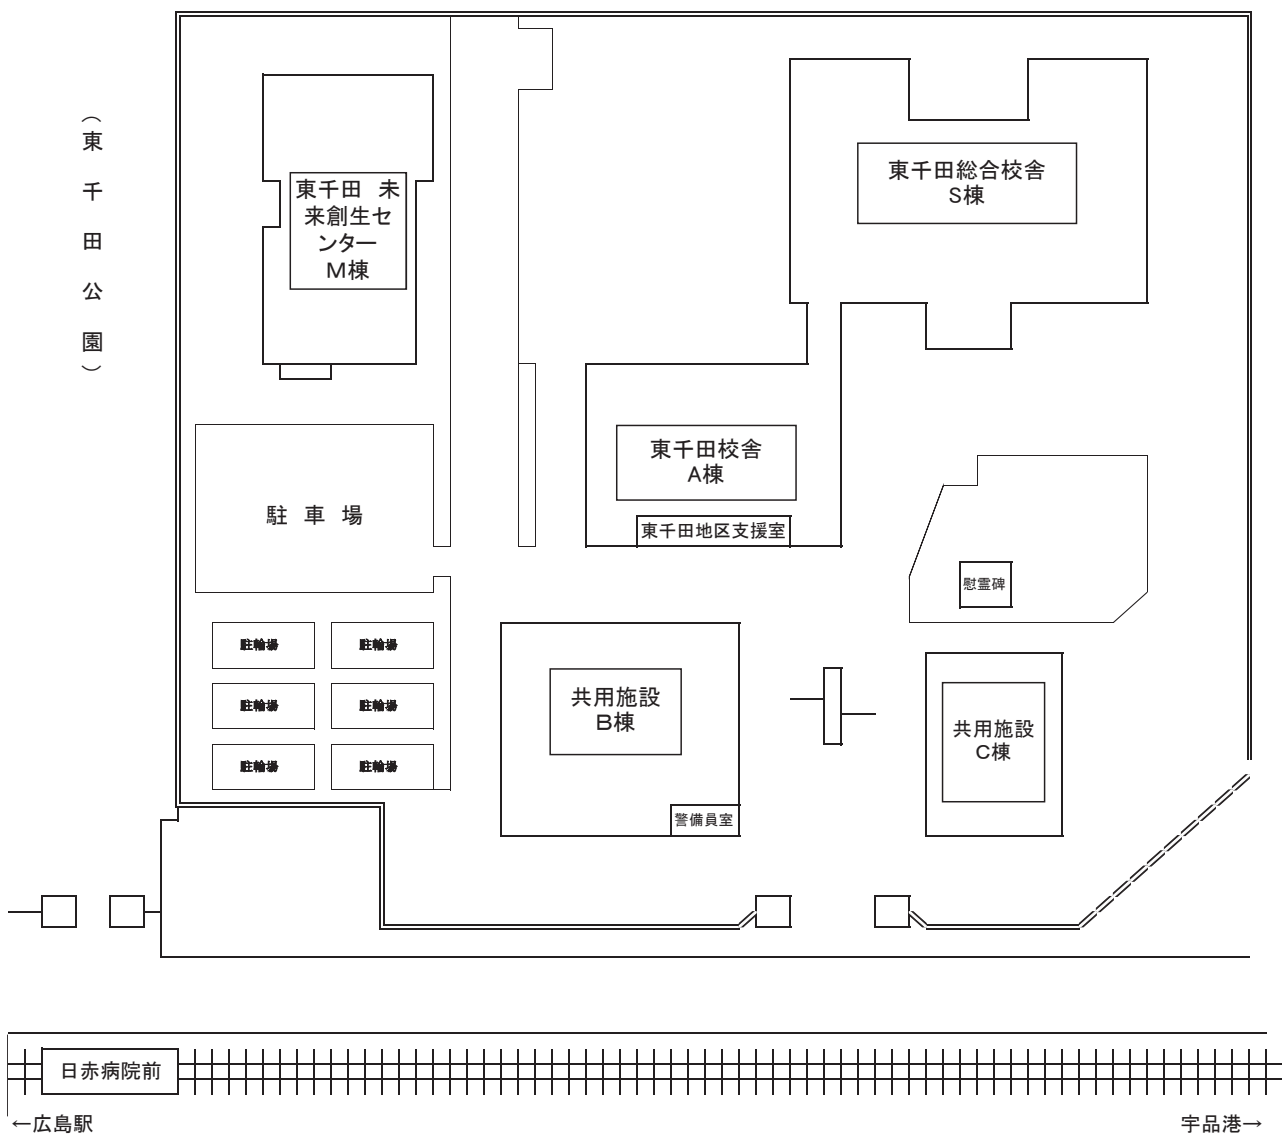 （東千田公園）
東千田総合校舎
S棟
東千田　未
来創生セ
ンター
M棟
東千田校舎
A棟
駐 車 場
東千田地区支援室
慰霊碑
駐輪場
駐輪場
共用施設
B棟
駐輪場
駐輪場
共用施設
C棟
駐輪場
駐輪場
警備員室
日赤病院前
←広島駅
宇品港→